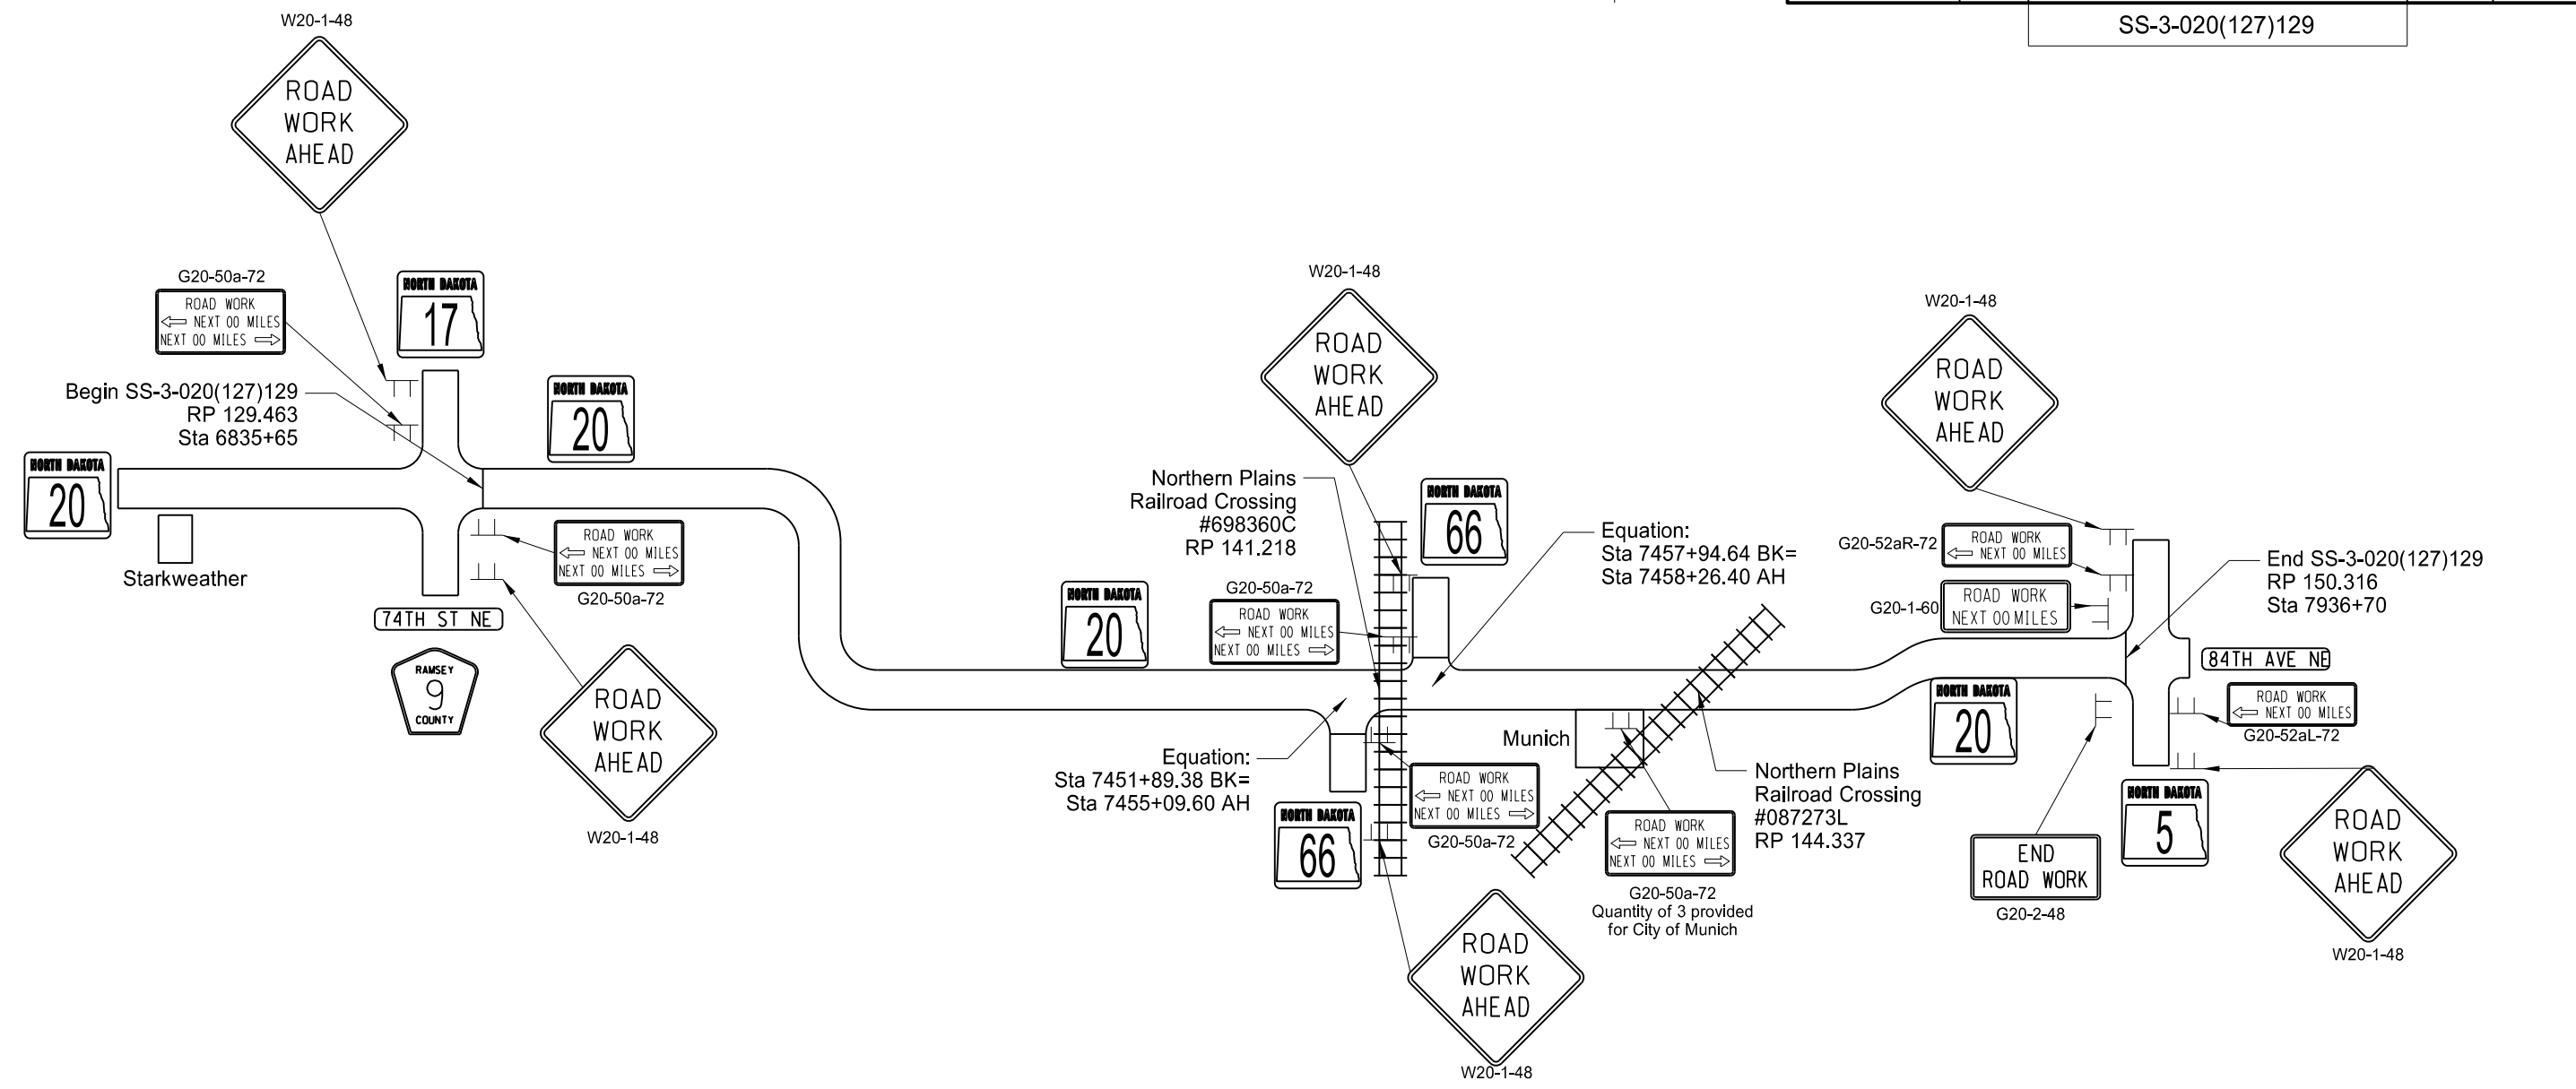 SS-3-020(127)129
W20-1-48
ROAD
WORK
AHEAD
G20-50a-72
ROAD WORK
NEXT 00 MILES
NEXT 00 MILES
NORTH DAKOTA
17
Begin SS-3-020(127)129
RP 129.463
Sta 6835+65
NORTH DAKOTA
20
NORTH DAKOTA
20
Starkweather
ROAD WORK
NEXT 00 MILES
NEXT 00 MILES
G20-50a-72
74TH ST NE
RAMSEY
9
COUNTY
ROAD
WORK
AHEAD
W20-1-48
W20-1-48
ROAD
WORK
AHEAD
Northern Plains
Railroad Crossing
#698360C
RP 141.218
NORTH DAKOTA
66
Equation:
Sta 7457+94.64 BK=
Sta 7458+26.40 AH
NORTH DAKOTA
20
G20-50a-72
ROAD WORK
NEXT 00 MILES
NEXT 00 MILES
Equation:
Sta 7451+89.38 BK=
Sta 7455+09.60 AH
NORTH DAKOTA
66
ROAD WORK
NEXT 00 MILES
NEXT 00 MILES
G20-50a-72
ROAD
WORK
AHEAD
W20-1-48
Munich
ROAD WORK
NEXT 00 MILES
NEXT 00 MILES
G20-50a-72
Quantity of 3 provided
for City of Munich
Northern Plains
Railroad Crossing
#087273L
RP 144.337
W20-1-48
ROAD
WORK
AHEAD
G20-52aR-72
ROAD WORK
NEXT 00 MILES
G20-1-60
ROAD WORK
NEXT 00 MILES
End SS-3-020(127)129
RP 150.316
Sta 7936+70
84TH AVE NE
NORTH DAKOTA
20
ROAD WORK
NEXT 00 MILES
G20-52aL-72
NORTH DAKOTA
5
END
ROAD WORK
G20-2-48
ROAD
WORK
AHEAD
W20-1-48